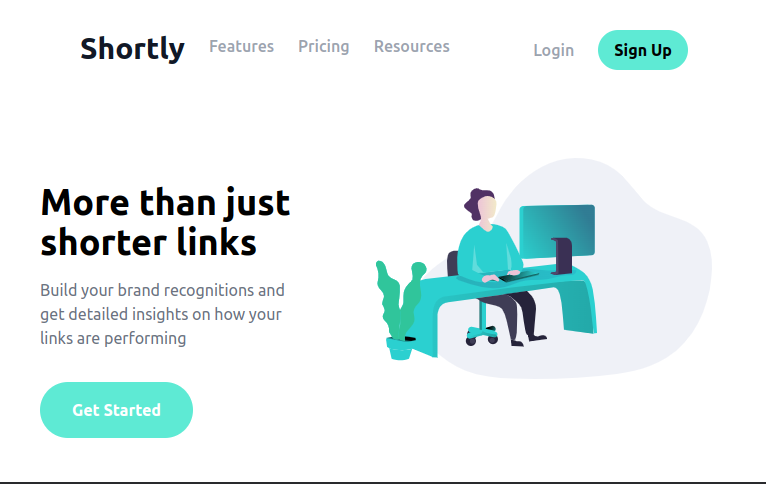 Shortly Features Pricing Resources Login Sign Up
More than just
shorter links
Build your brand recognitions and
get detailed insights on how your
links are performing
Get Started